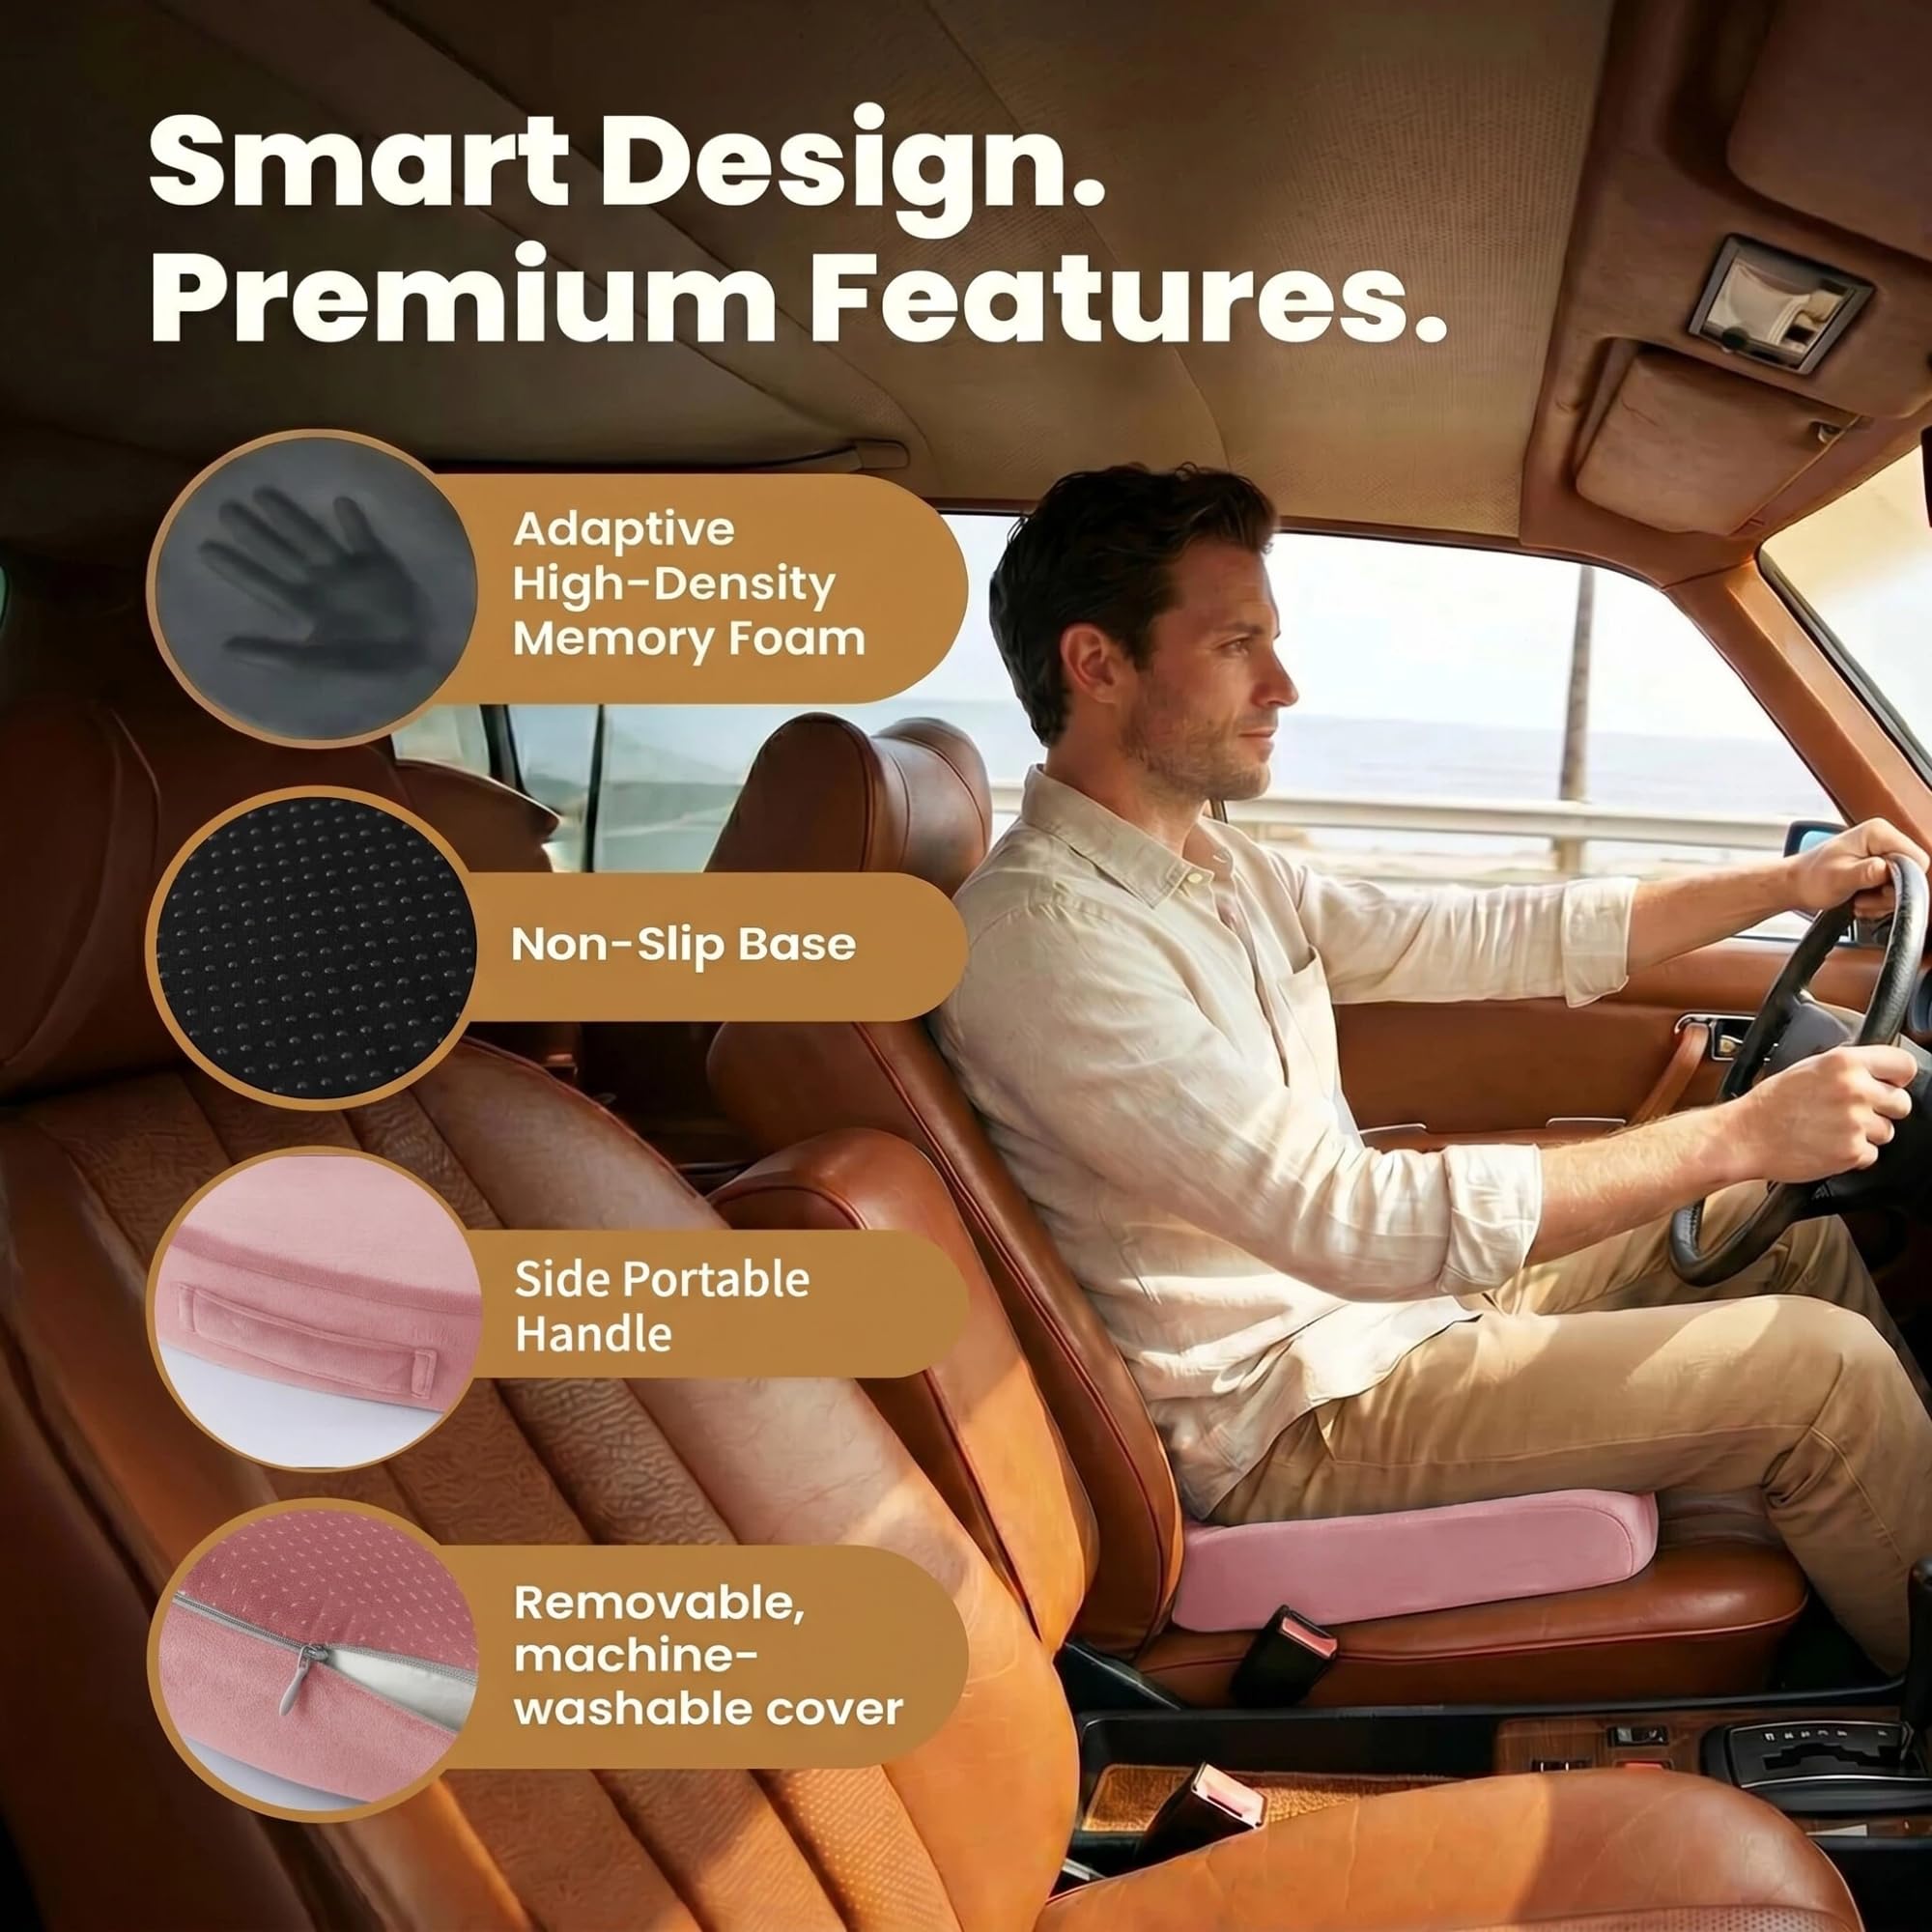 Smart Design.
Premium Features.
Adaptive
High-Density
Memory Foam
Non-Slip Base
Side Portable
Handle
Removable,
machine-
washable cover